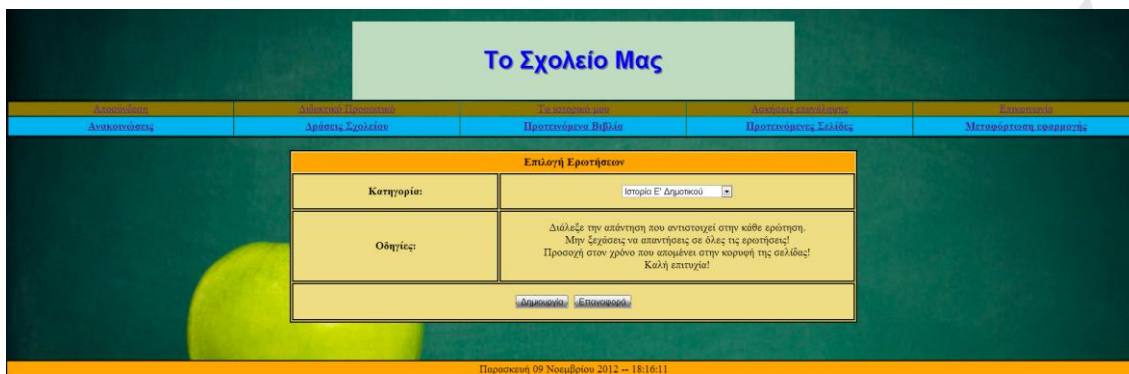 Το Σχολείο Μας
Αποσύνδεση Διδακτικό Προσωπικό Το ιστορικό μου Ασκήσεις επανάληψης Επικοινωνία
Ανακοινώσεις Δράσεις Σχολείου Προτεινόμενα Βιβλία Προτεινόμενες Σελίδες Μεταφόρτωση εφαρμογής
Επιλογή Ερωτήσεων
Κατηγορία: Ιστορία Ε' Δημοτικού
Οδηγίες:
Διάλεξε την απάντηση που αντιστοιχεί στην κάθε ερώτηση.
Μην ξεχάσεις να απαντήσεις σε όλες τις ερωτήσεις!
Προσοχή στον χρόνο που απομένει στην κορυφή της σελίδας!
Καλή επιτυχία!
Δημιουργία Επαναφορά
Παρασκευή 09 Νοεμβρίου 2012 -- 18:16:11